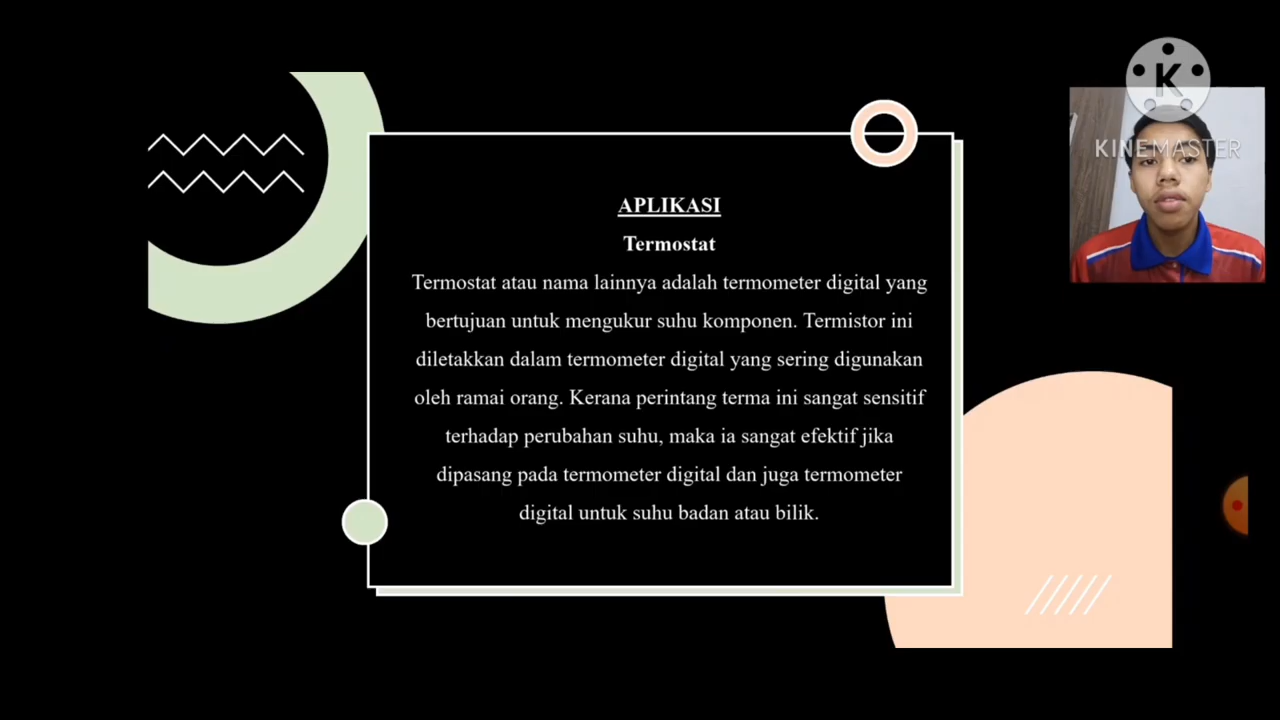 APLIKASI
Termostat
Termostat atau nama lainnya adalah termometer digital yang
bertujuan untuk mengukur suhu komponen. Termistor ini
diletakkan dalam termometer digital yang sering digunakan
oleh ramai orang. Kerana perintang terma ini sangat sensitif
terhadap perubahan suhu, maka ia sangat efektif jika
dipasang pada termometer digital dan juga termometer
digital untuk suhu badan atau bilik.
K
KINEMASTER